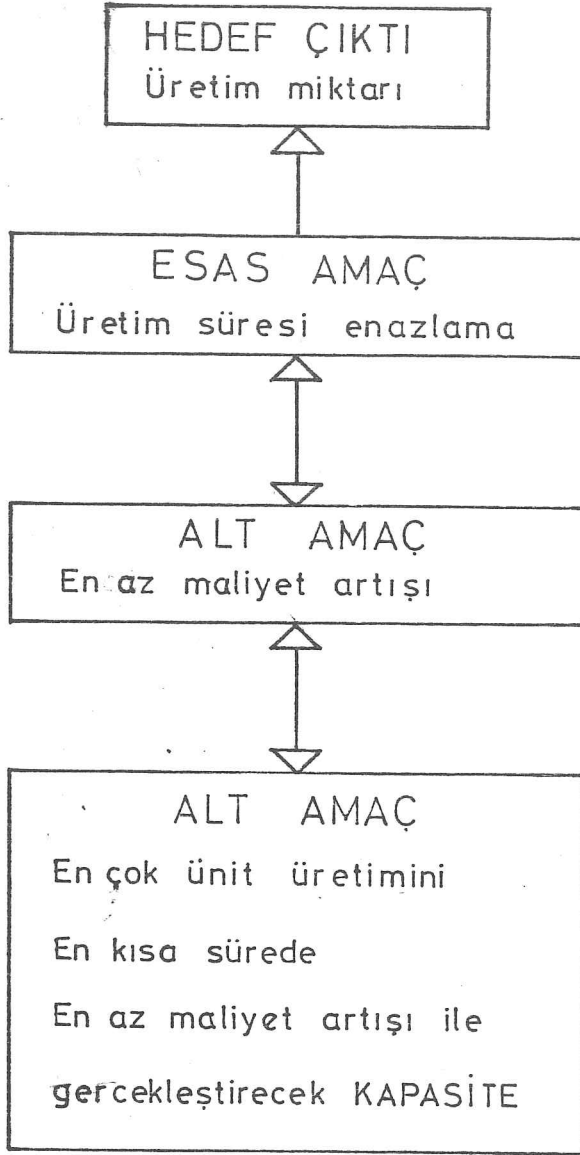 HEDEF ÇIKTI
Üretim miktarı
ESAS AMAÇ
Üretim süresi enazlama
ALT AMAÇ
En az maliyet artışı
ALT AMAÇ
En çok ünit üretimini
En kısa sürede
En az maliyet artışı ile
gercekleştirecek KAPASİTE